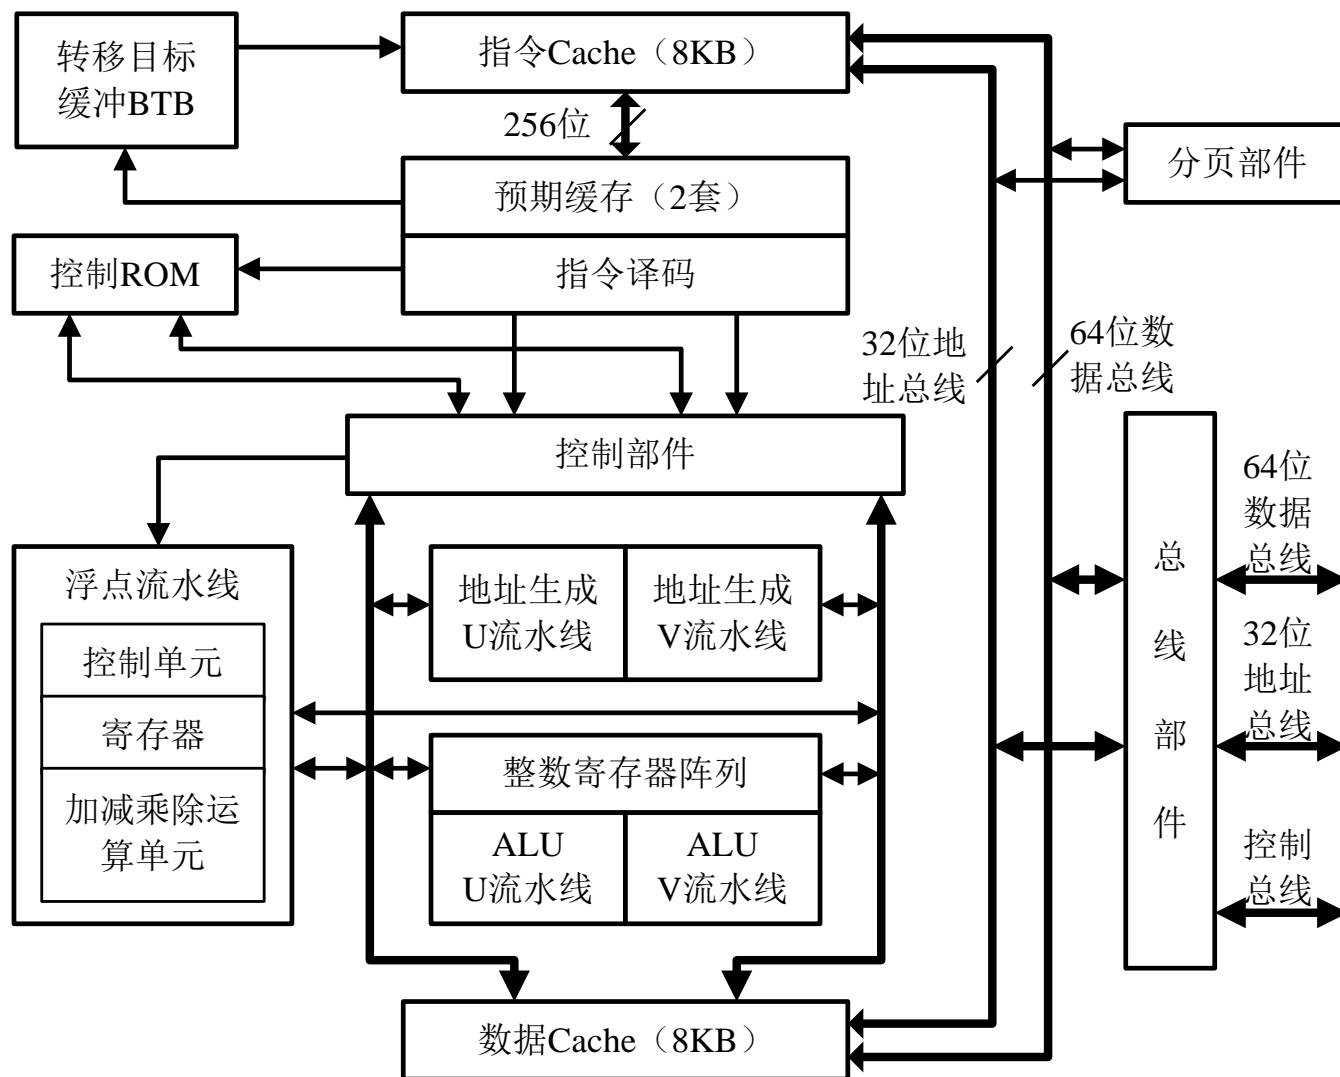 转移目标
缓冲BTB
指令Cache（8KB）
256位
预期缓存（2套）
指令译码
控制ROM
分页部件
32位地
址总线
64位数
据总线
控制部件
浮点流水线
控制单元
寄存器
加减乘除运
算单元
地址生成
U流水线
地址生成
V流水线
整数寄存器阵列
ALU
U流水线
ALU
V流水线
数据Cache（8KB）
总
线
部
件
64位
数据
总线
32位
地址
总线
控制
总线